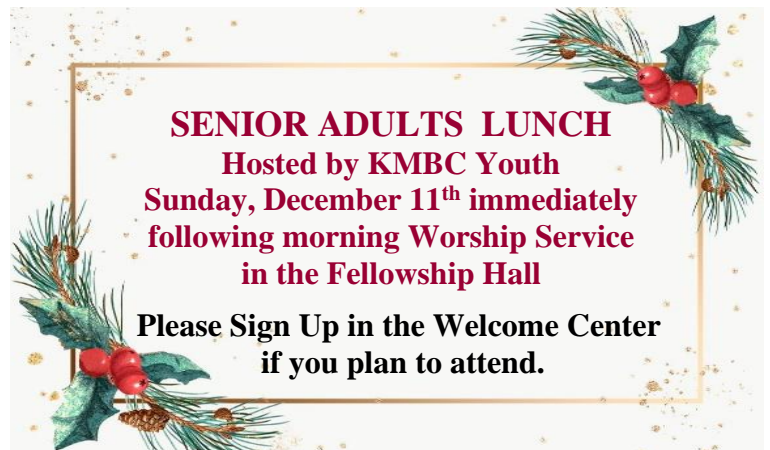 SENIOR ADULTS LUNCH
Hosted by KMBC Youth
Sunday, December 11th immediately
following morning Worship Service
in the Fellowship Hall
Please Sign Up in the Welcome Center
if you plan to attend.